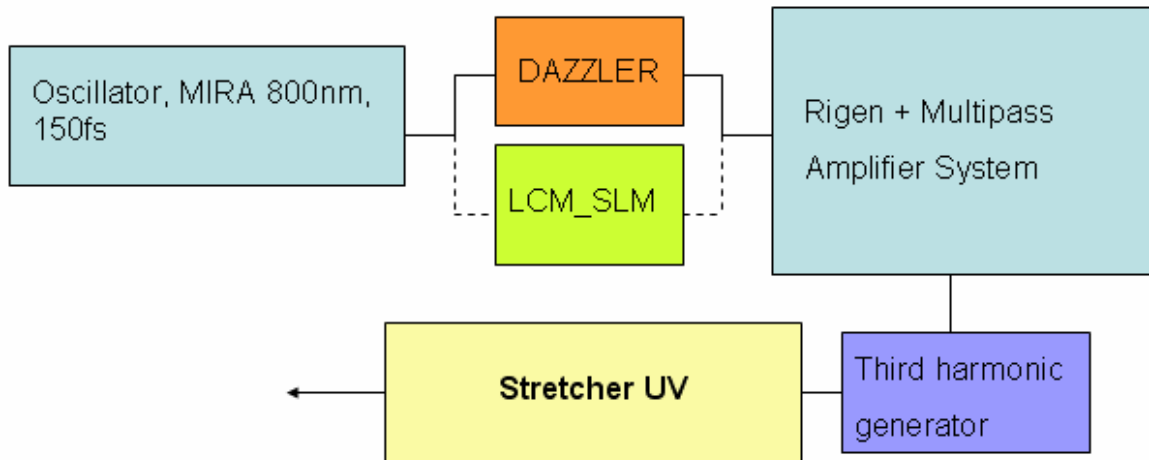 Oscillator, MIRA 800nm,
150fs
DAZZLER
LCM_SLM
Rigen + Multipass
Amplifier System
Third harmonic
generator
Stretcher UV